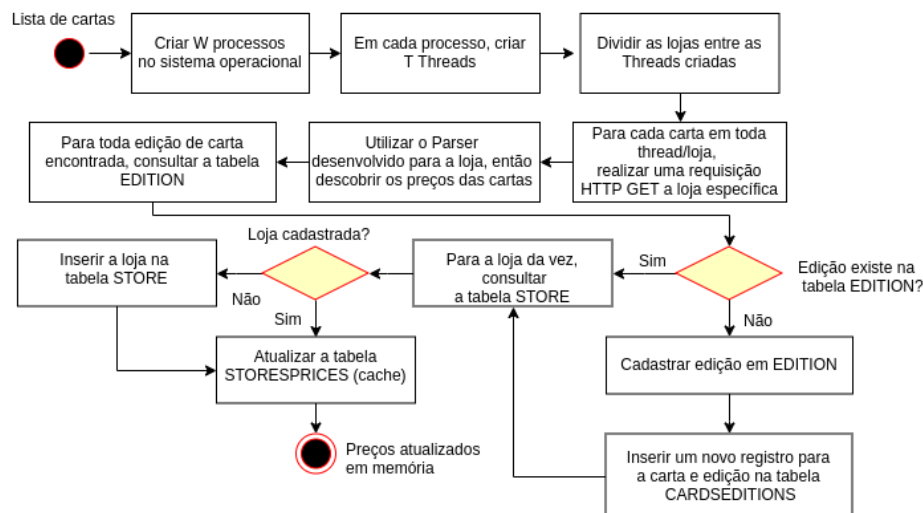 Lista de cartas
Criar W processos
no sistema operacional
Em cada processo, criar
T Threads
Dividir as lojas entre as
Threads criadas
Para cada carta em toda
thread/loja,
realizar uma requisição
HTTP GET a loja específica
Utilizar o Parser
desenvolvido para a loja, então
descobrir os preços das cartas
Para toda edição de carta
encontrada, consultar a tabela
EDITION
Edição existe na
tabela EDITION?
Sim
Não
Para a loja da vez,
consultar
a tabela STORE
Loja cadastrada?
Não
Sim
Inserir a loja na
tabela STORE
Cadastrar edição em EDITION
Inserir um novo registro para
a carta e edição na tabela
CARDSEDITIONS
Atualizar a tabela
STORESPRICES (cache)
Preços atualizados
em memória